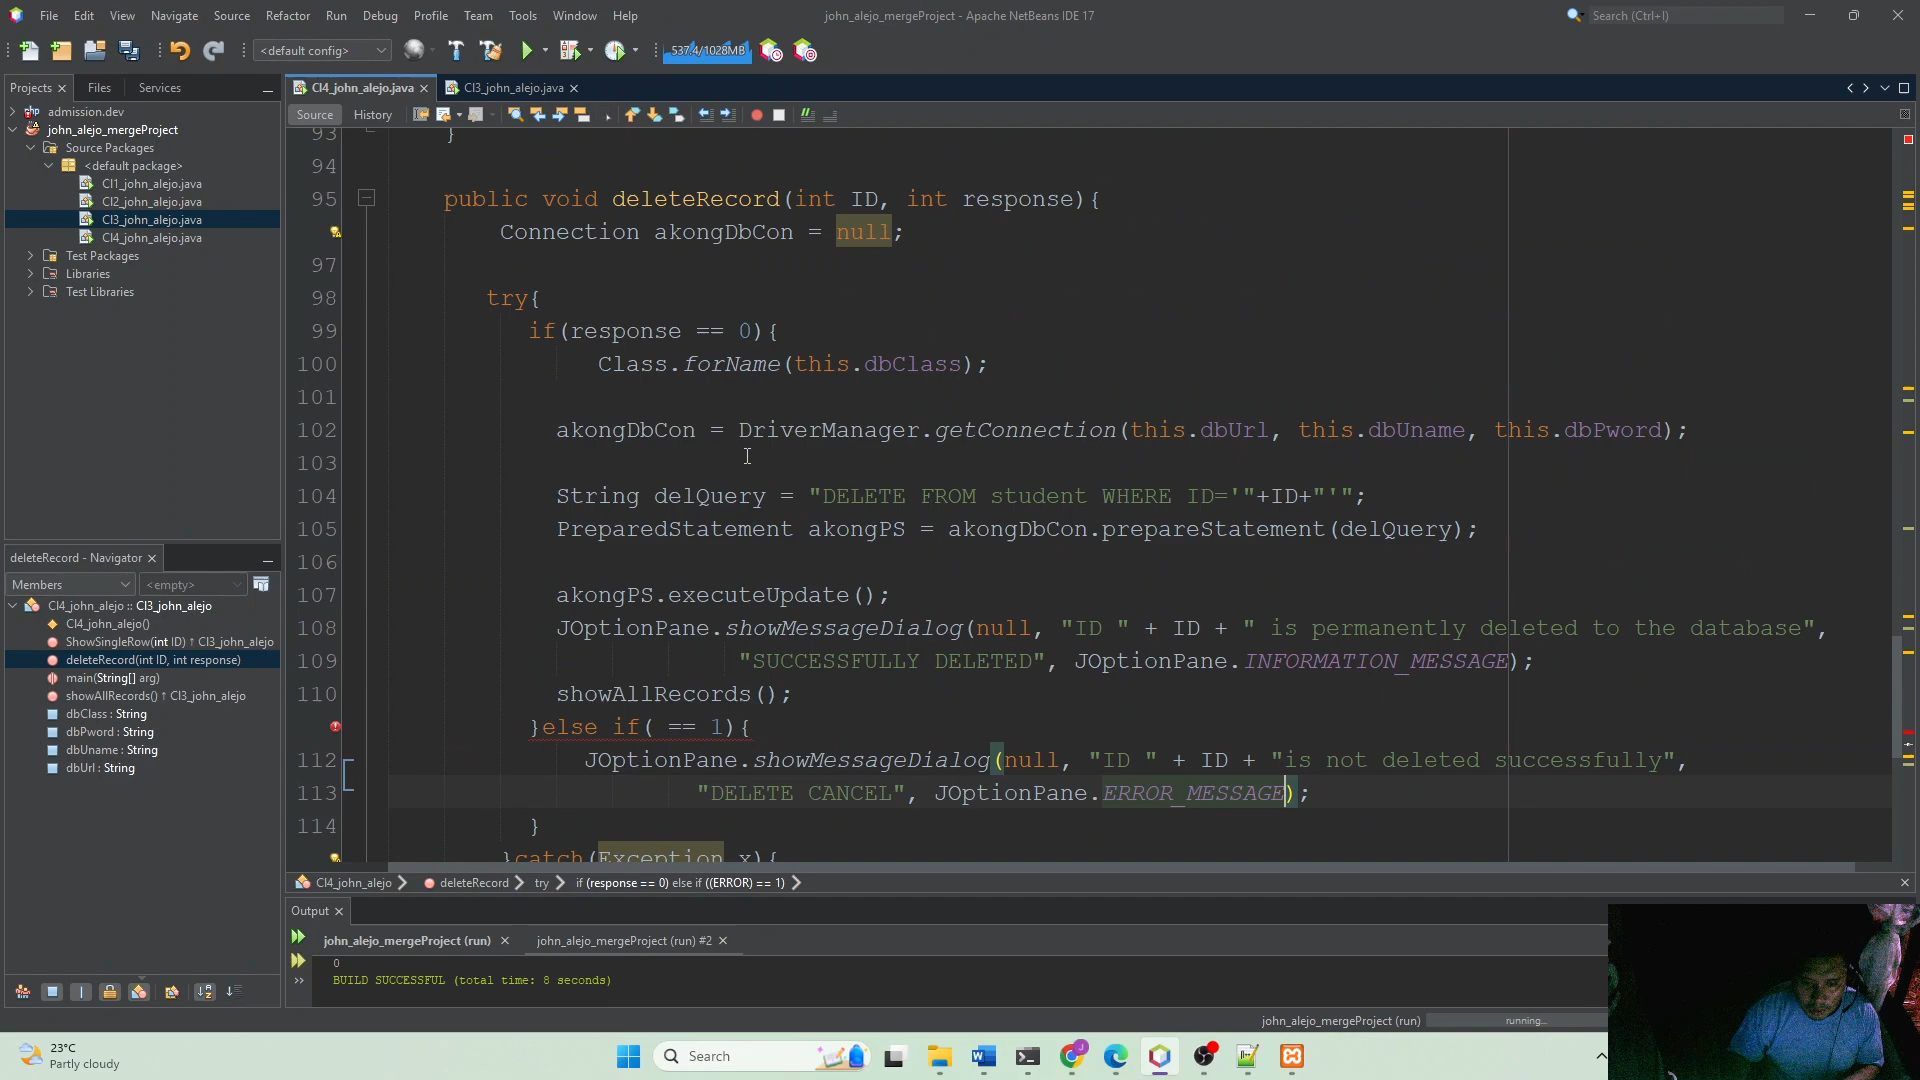 File Edit View Navigate Source Refactor Run Debug Profile Team Tools Window Help
john_alejo_mergeProject - Apache NetBeans IDE 17
Search (Ctrl+I)
<default config>
537.4/1028MB
Projects Files Services
CI4_john_alejo.java CI3_john_alejo.java
Source History
admission.dev
john_alejo_mergeProject
Source Packages
<default package>
CI1_john_alejo.java
CI2_john_alejo.java
CI3_john_alejo.java
CI4_john_alejo.java
Test Packages
Libraries
Test Libraries
93 }
94
95 public void deleteRecord(int ID, int response){
Connection akongDbCon = null;
97
98 try{
99 if(response == 0){
100 Class.forName(this.dbClass);
101
102 akongDbCon = DriverManager.getConnection(this.dbUrl, this.dbUname, this.dbPword);
103
104 String delQuery = "DELETE FROM student WHERE ID='"+ID+"'";
105 PreparedStatement akongPS = akongDbCon.prepareStatement(delQuery);
106
107 akongPS.executeUpdate();
108 JOptionPane.showMessageDialog(null, "ID " + ID + " is permanently deleted to the database",
109 "SUCCESSFULLY DELETED", JOptionPane.INFORMATION_MESSAGE);
110 showAllRecords();
}else if( == 1){
112 JOptionPane.showMessageDialog(null, "ID " + ID + "is not deleted successfully",
113 "DELETE CANCEL", JOptionPane.ERROR_MESSAGE);
114 }
}catch(Exception x){
deleteRecord - Navigator
Members <empty>
CI4_john_alejo :: CI3_john_alejo
CI4_john_alejo()
ShowSingleRow(int ID) ↑ CI3_john_alejo
deleteRecord(int ID, int response)
main(String[] arg)
showAllRecords() ↑ CI3_john_alejo
dbClass : String
dbPword : String
dbUname : String
dbUrl : String
CI4_john_alejo deleteRecord try if (response == 0) else if ((ERROR) == 1)
Output
john_alejo_mergeProject (run) john_alejo_mergeProject (run) #2
0
BUILD SUCCESSFUL (total time: 8 seconds)
john_alejo_mergeProject (run) running...
23°C
Partly cloudy
Search